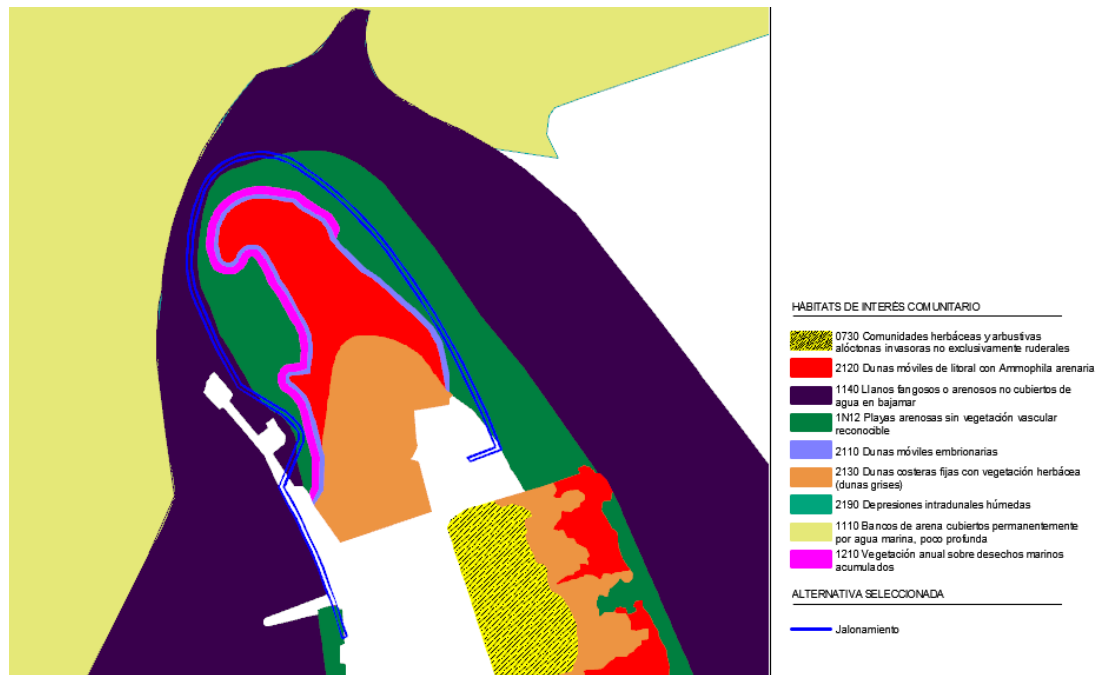 HÁBITATS DE INTERÉS COMUNITARIO
0730 Comunidades herbáceas y arbustivas
alóctonas invasoras no exclusivamente ruderales
2120 Dunas móviles de litoral con Ammophila arenaria
1140 Llanos fangosos o arenosos no cubiertos de
agua en bajamar
1N12 Playas arenosas sin vegetación vascular
reconocible
2110 Dunas móviles embrionarias
2130 Dunas costeras fijas con vegetación herbácea
(dunas grises)
2190 Depresiones intradunales húmedas
1110 Bancos de arena cubiertos permanentemente
por agua marina, poco profunda
1210 Vegetación anual sobre desechos marinos
acumulados
ALTERNATIVA SELECCIONADA
Jalonamiento